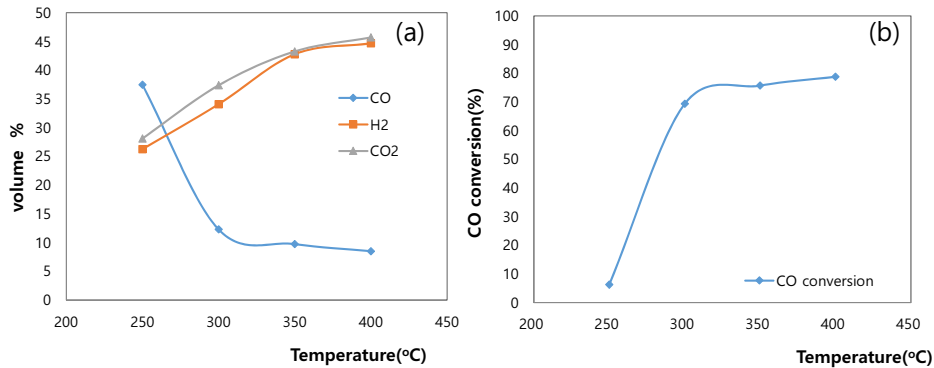 (a)
volume %
50
45
40
35
30
25
20
15
10
5
0
CO
H2
CO2
200 250 300 350 400 450
Temperature(ºC)
(b)
CO conversion(%)
100
90
80
70
60
50
40
30
20
10
0
CO conversion
200 250 300 350 400 450
Temperature(ºC)